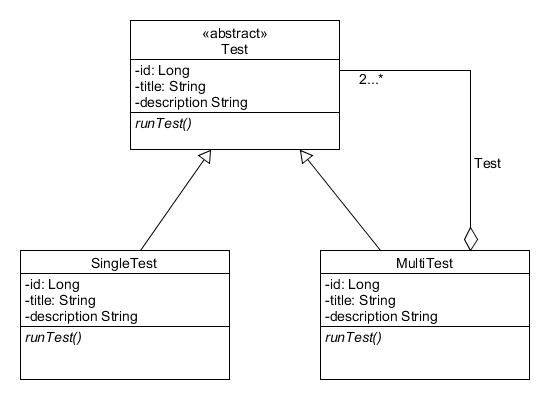 «abstract»
Test
-id: Long
-title: String
-description String
runTest()
2...*
Test
SingleTest
-id: Long
-title: String
-description String
runTest()
MultiTest
-id: Long
-title: String
-description String
runTest()